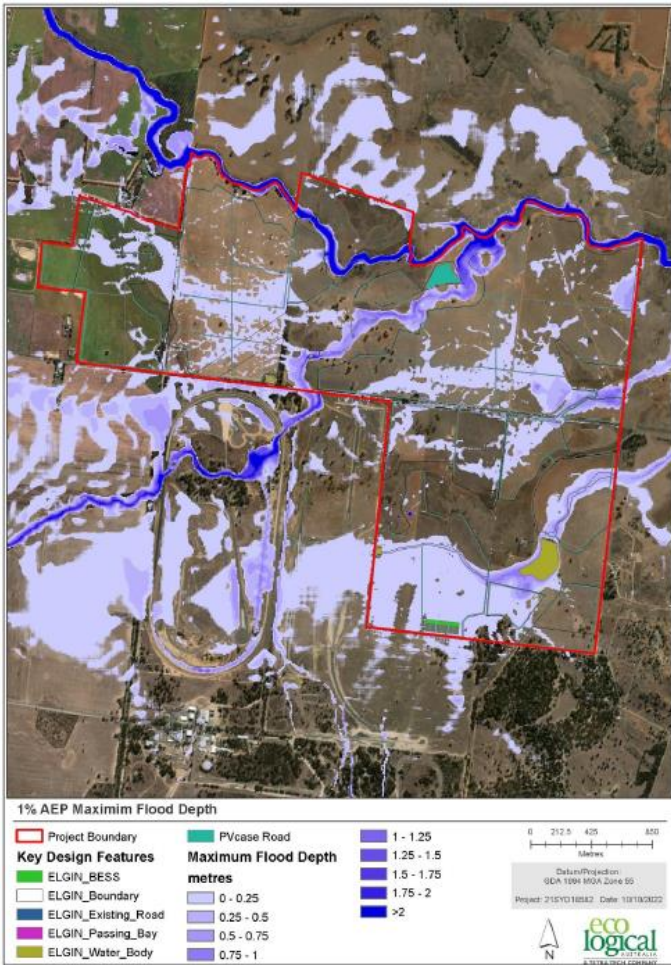 1% AEP Maximim Flood Depth
Project Boundary
Key Design Features
ELGIN_BESS
ELGIN_Boundary
ELGIN_Existing_Road
ELGIN_Passing_Bay
ELGIN_Water_Body
PVcase Road
Maximum Flood Depth
metres
0 - 0.25
0.25 - 0.5
0.5 - 0.75
0.75 - 1
1 - 1.25
1.25 - 1.5
1.5 - 1.75
1.75 - 2
>2
0 212.5 425 850
Metres
Datum/Projection:
GDA 1994 MGA Zone 55
Date: 10/10/2022
N
eco
logical
AUSTRALIA
A TETRA TECH COMPANY